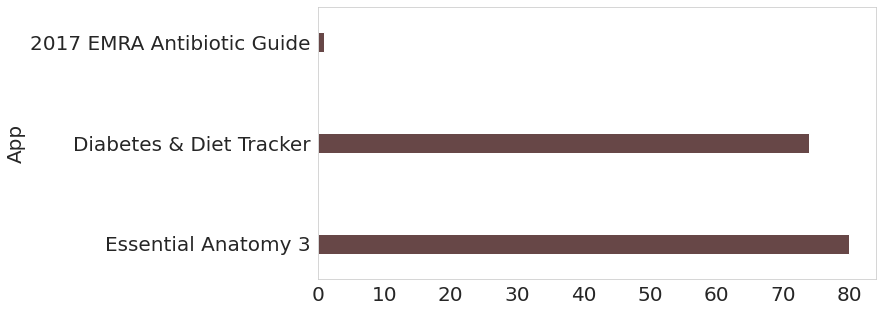 2017 EMRA Antibiotic Guide
Diabetes & Diet Tracker
Essential Anatomy 3
App
0 10 20 30 40 50 60 70 80